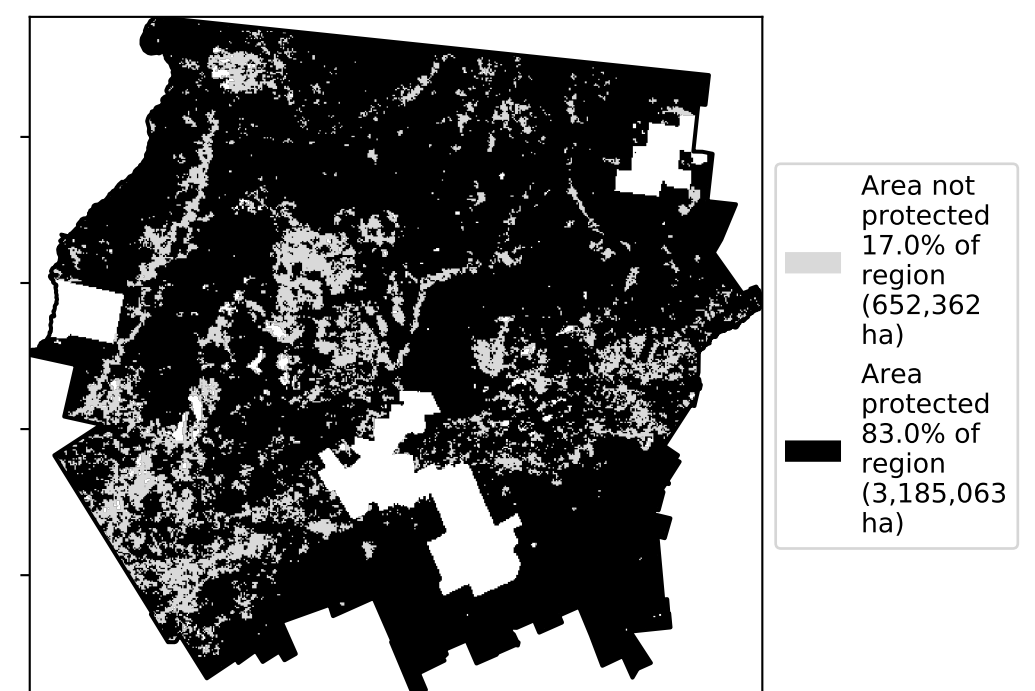 Area not
protected
17.0% of
region
(652,362
ha)
Area
protected
83.0% of
region
(3,185,063
ha)